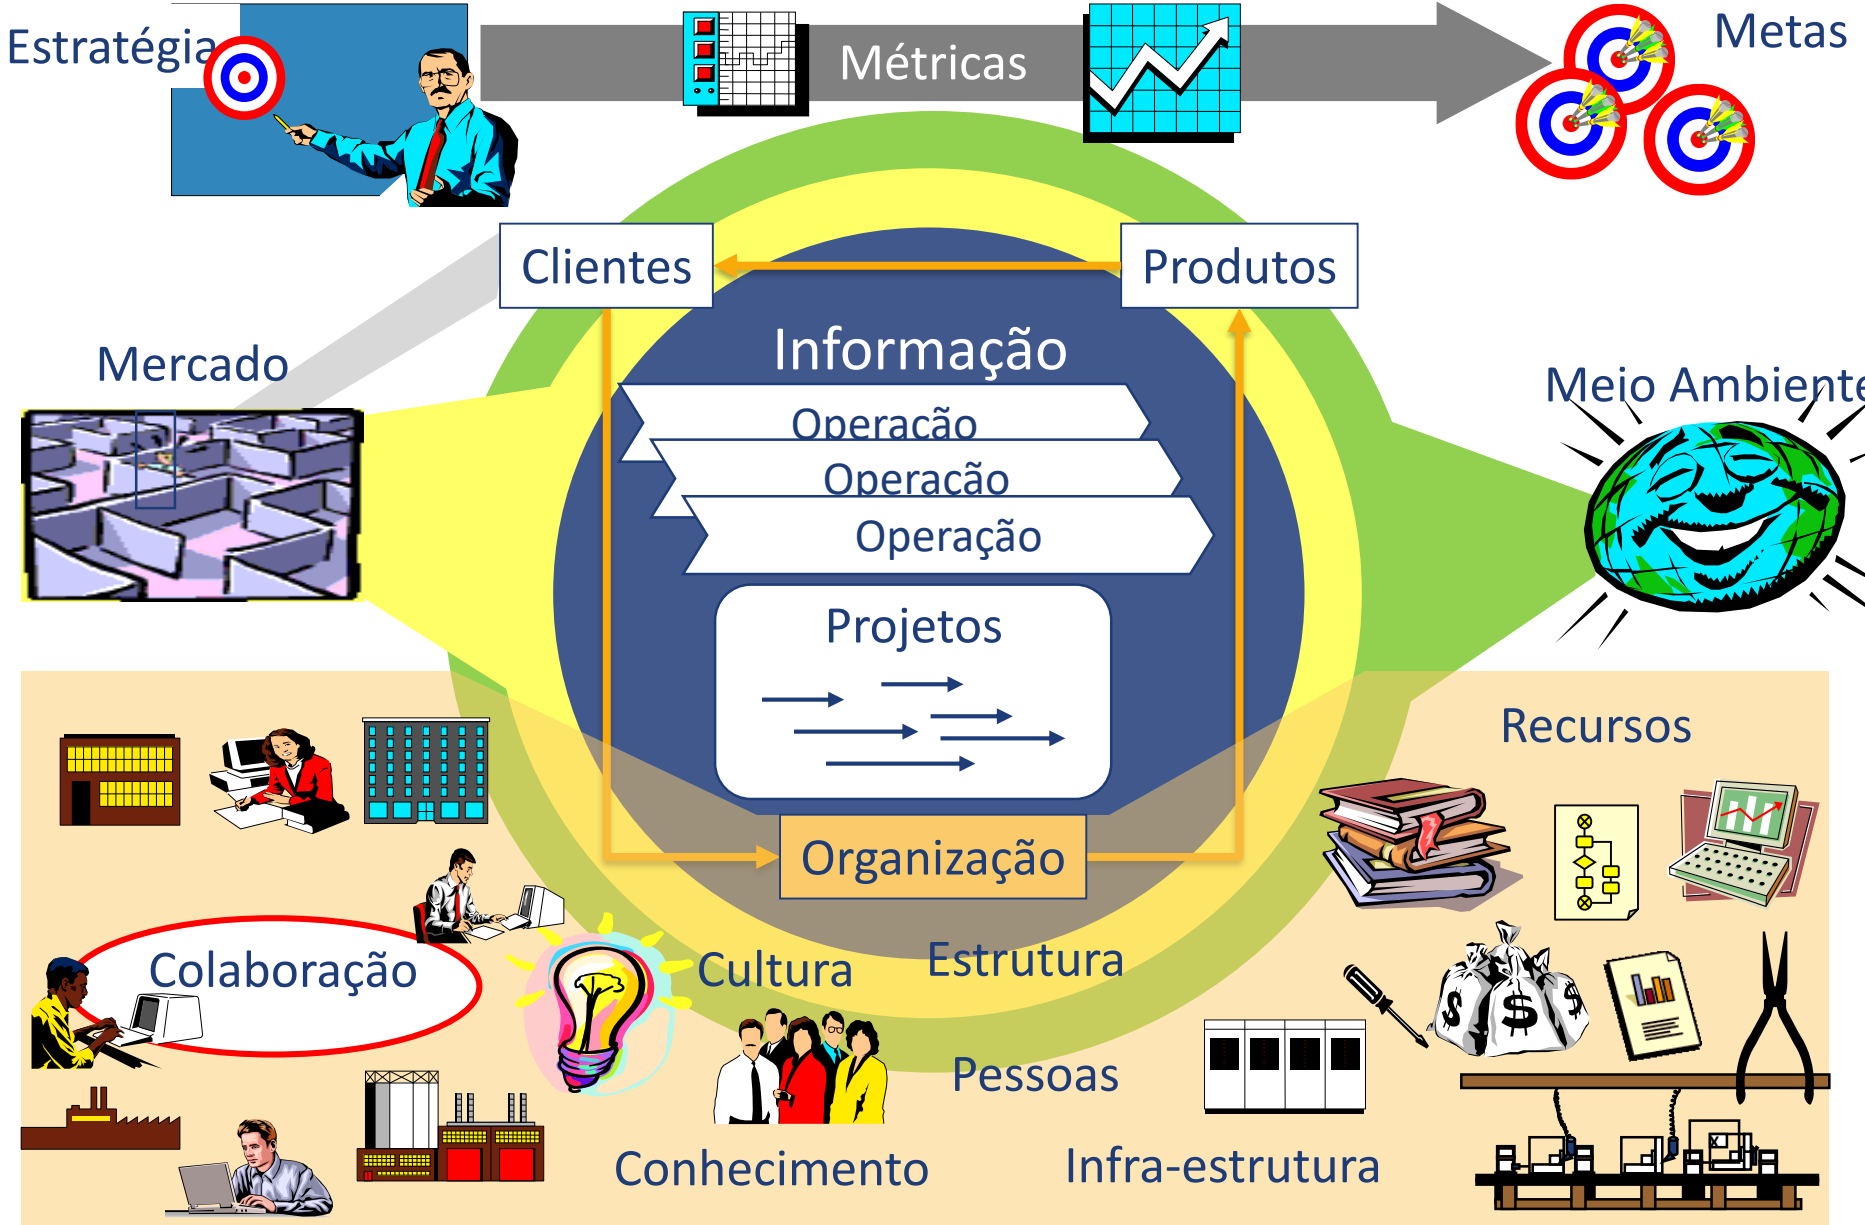 Estratégia
Métricas
Metas
Clientes
Produtos
Informação
Mercado
Meio Ambiente
Operação
Operação
Operação
Projetos
Recursos
Organização
Colaboração
Cultura
Estrutura
$ $ $
Pessoas
Conhecimento
Infra-estrutura